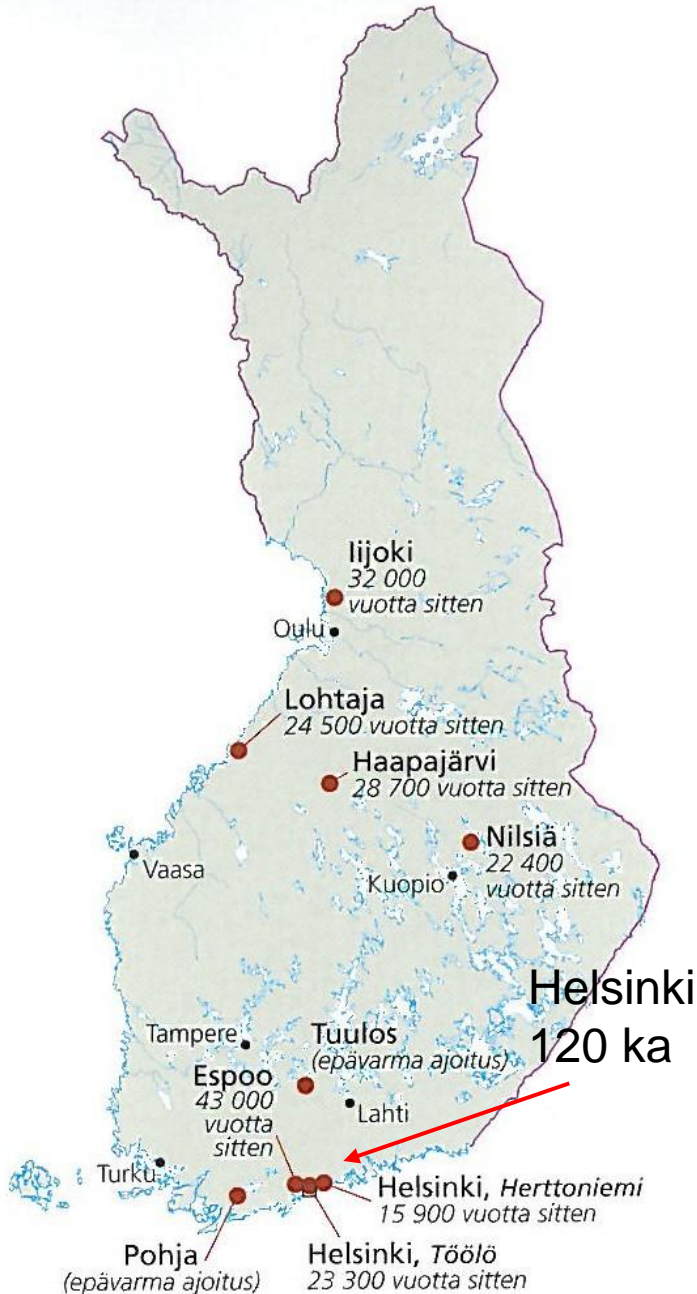 Iijoki
32 000
vuotta sitten
Oulu
Lohtaja
24 500 vuotta sitten
Haapajärvi
28 700 vuotta sitten
Nilsiä
22 400
vuotta sitten
Vaasa
Kuopio
Helsinki
120 ka
Tampere
Tuulos
(epävarma ajoitus)
Espoo
43 000
vuotta
sitten
Lahti
Turku
Helsinki, Herttoniemi
15 900 vuotta sitten
Pohja
(epävarma ajoitus)
Helsinki, Töölö
23 300 vuotta sitten